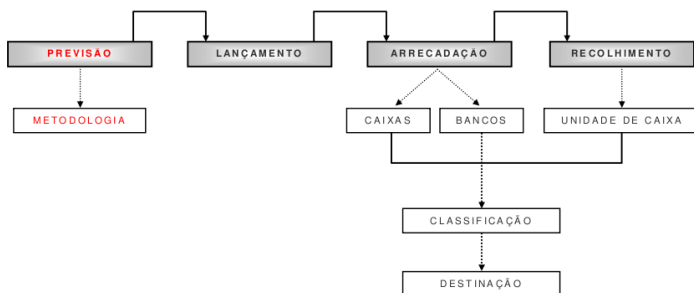 PREVISÃO
LANÇAMENTO
ARRECADAÇÃO
RECOLHIMENTO
METODOLOGIA
CAIXAS
BANCOS
UNIDADE DE CAIXA
CLASSIFICAÇÃO
DESTINAÇÃO